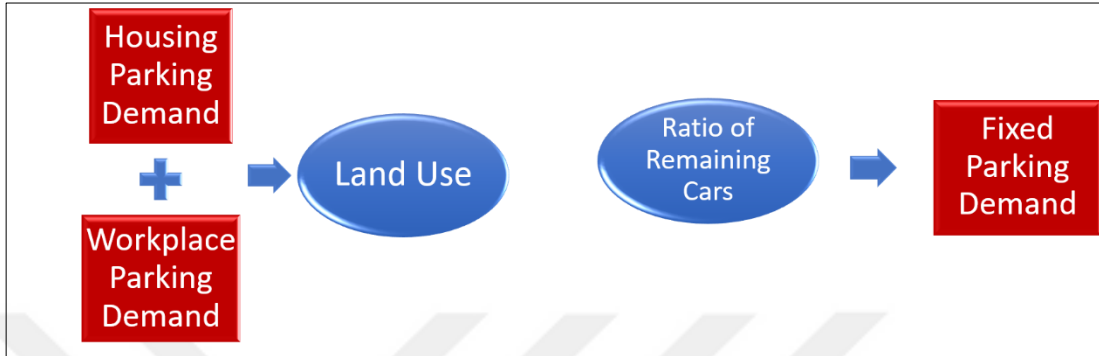 Housing
Parking
Demand
Workplace
Parking
Demand
Land Use
Ratio of
Remaining
Cars
Fixed
Parking
Demand